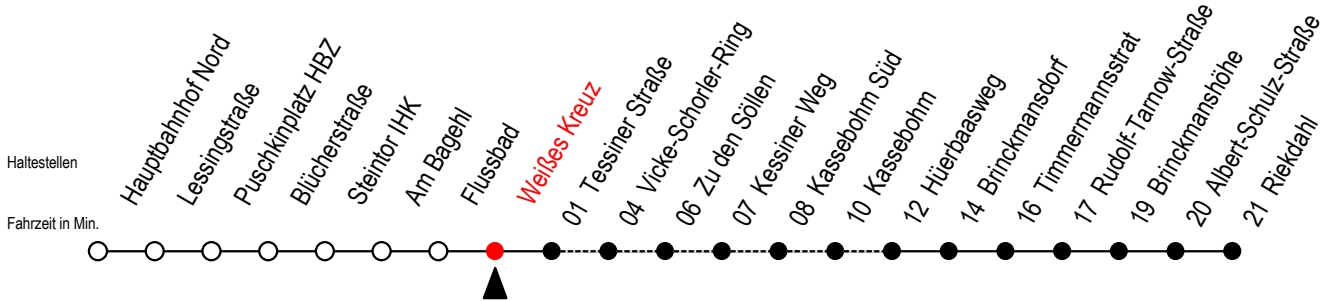 Haltestellen
Fahrzeit in Min.
Hauptbahnhof Nord
Lessingstraße
Puschkinplatz HBZ
Blücherstraße
Steintor IHK
Am Bagehl
Flussbad
Weißes Kreuz
01 Tessiner Straße
04 Vicke-Schorler-Ring
06 Zu den Söllen
07 Kessiner Weg
08 Kassebohm Süd
10 Kassebohm
12 Hüerbaasweg
14 Brinckmansdorf
16 Timmermannsstrat
17 Rudolf-Tarnow-Straße
19 Brinckmanshöhe
20 Albert-Schulz-Straße
21 Riekdahl